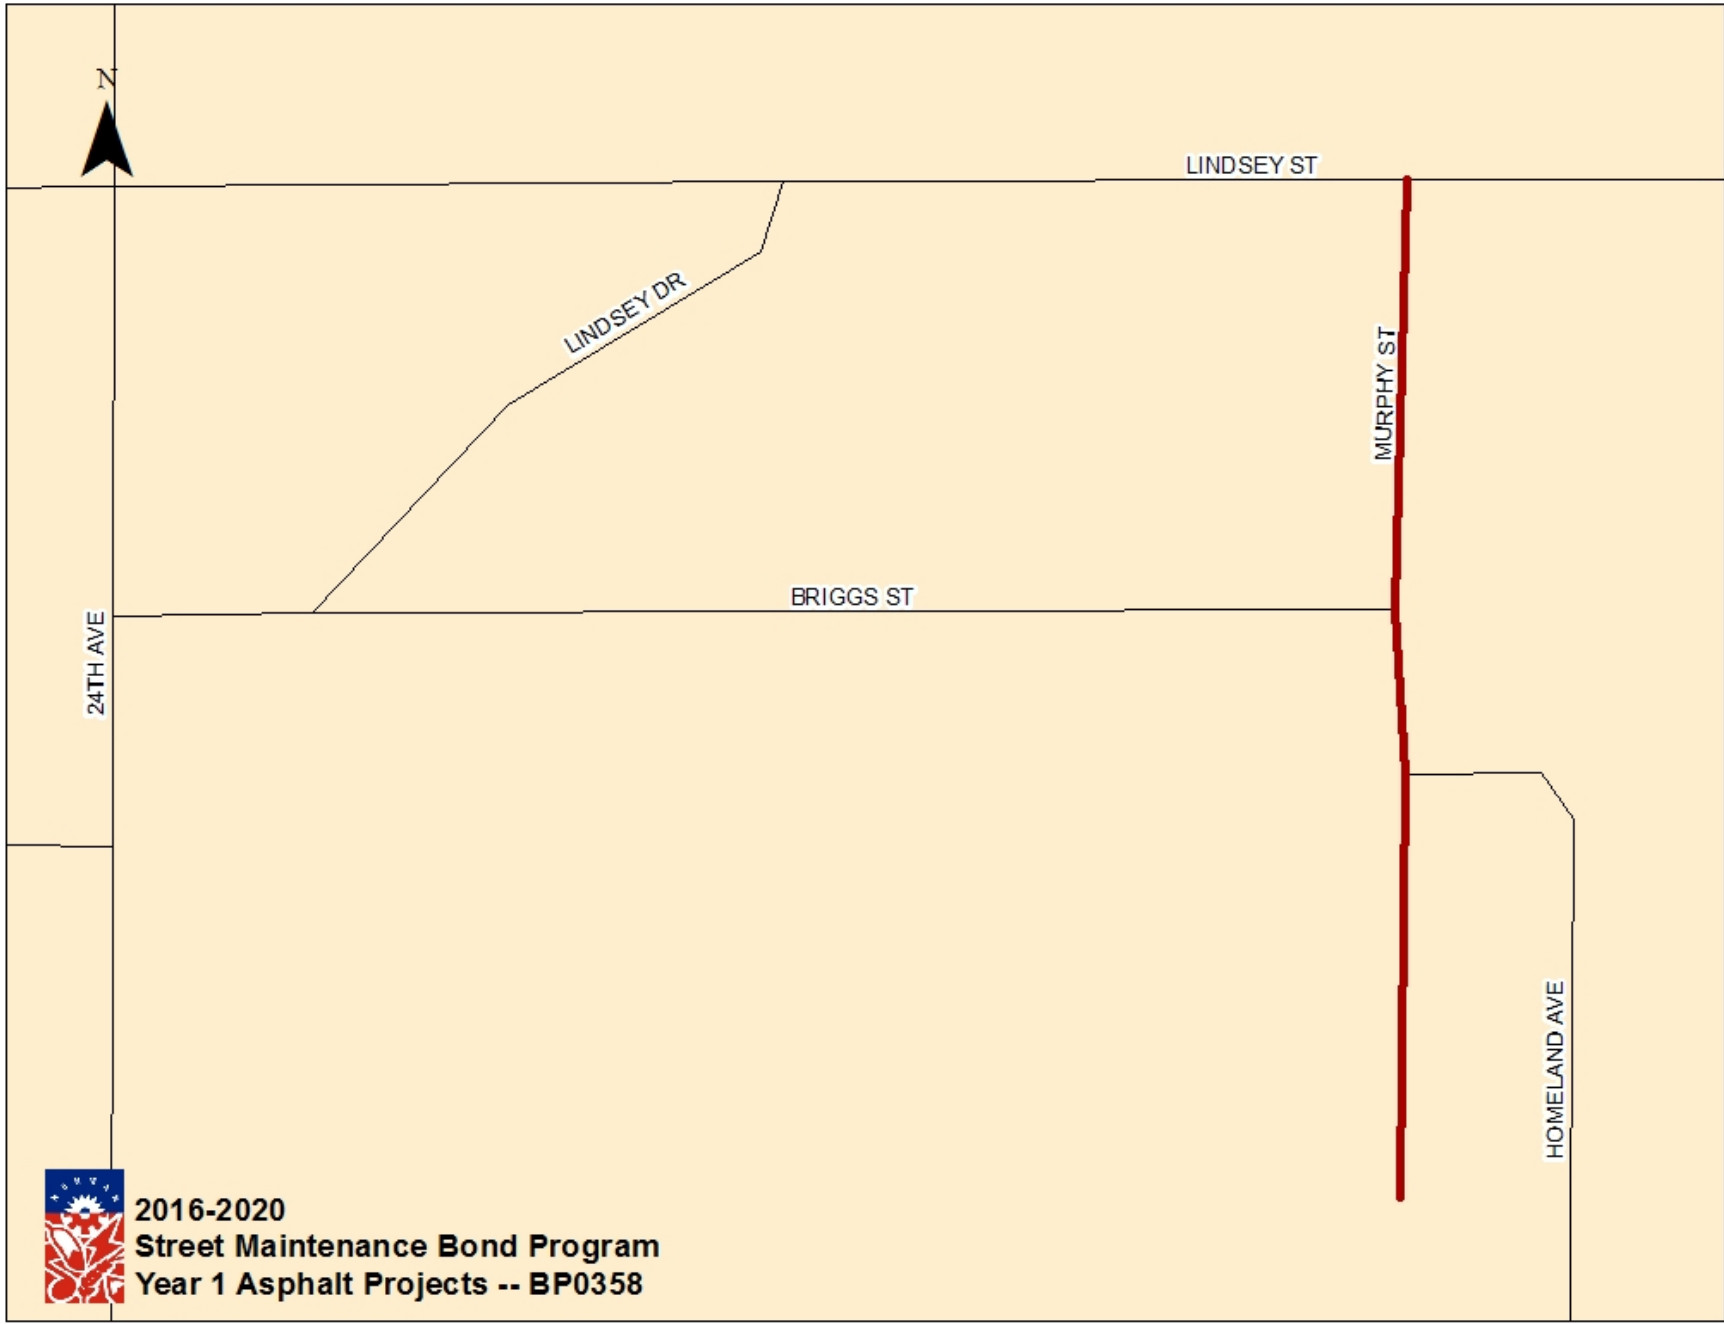 N
LINDSEY ST
LINDSEY DR
MURPHY ST
BRIGGS ST
24TH AVE
HOMELAND AVE
NORMAN
2016-2020
Street Maintenance Bond Program
Year 1 Asphalt Projects -- BP0358